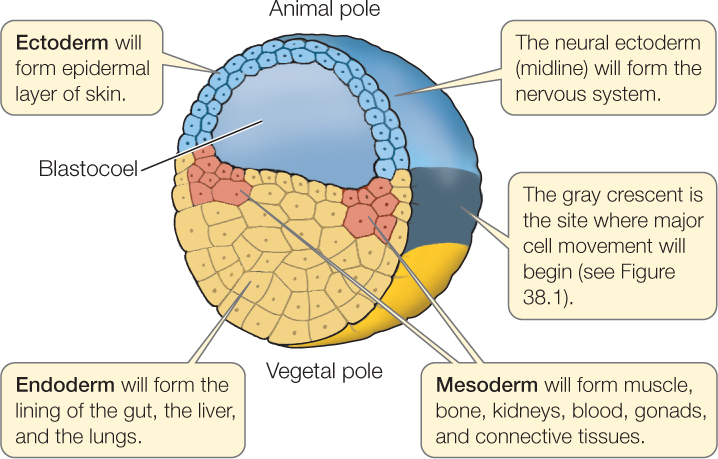 Animal pole
Ectoderm will
form epidermal
layer of skin.
The neural ectoderm
(midline) will form the
nervous system.
Blastocoel
The gray crescent is
the site where major
cell movement will
begin (see Figure
38.1).
Vegetal pole
Endoderm will form the
lining of the gut, the liver,
and the lungs.
Mesoderm will form muscle,
bone, kidneys, blood, gonads,
and connective tissues.